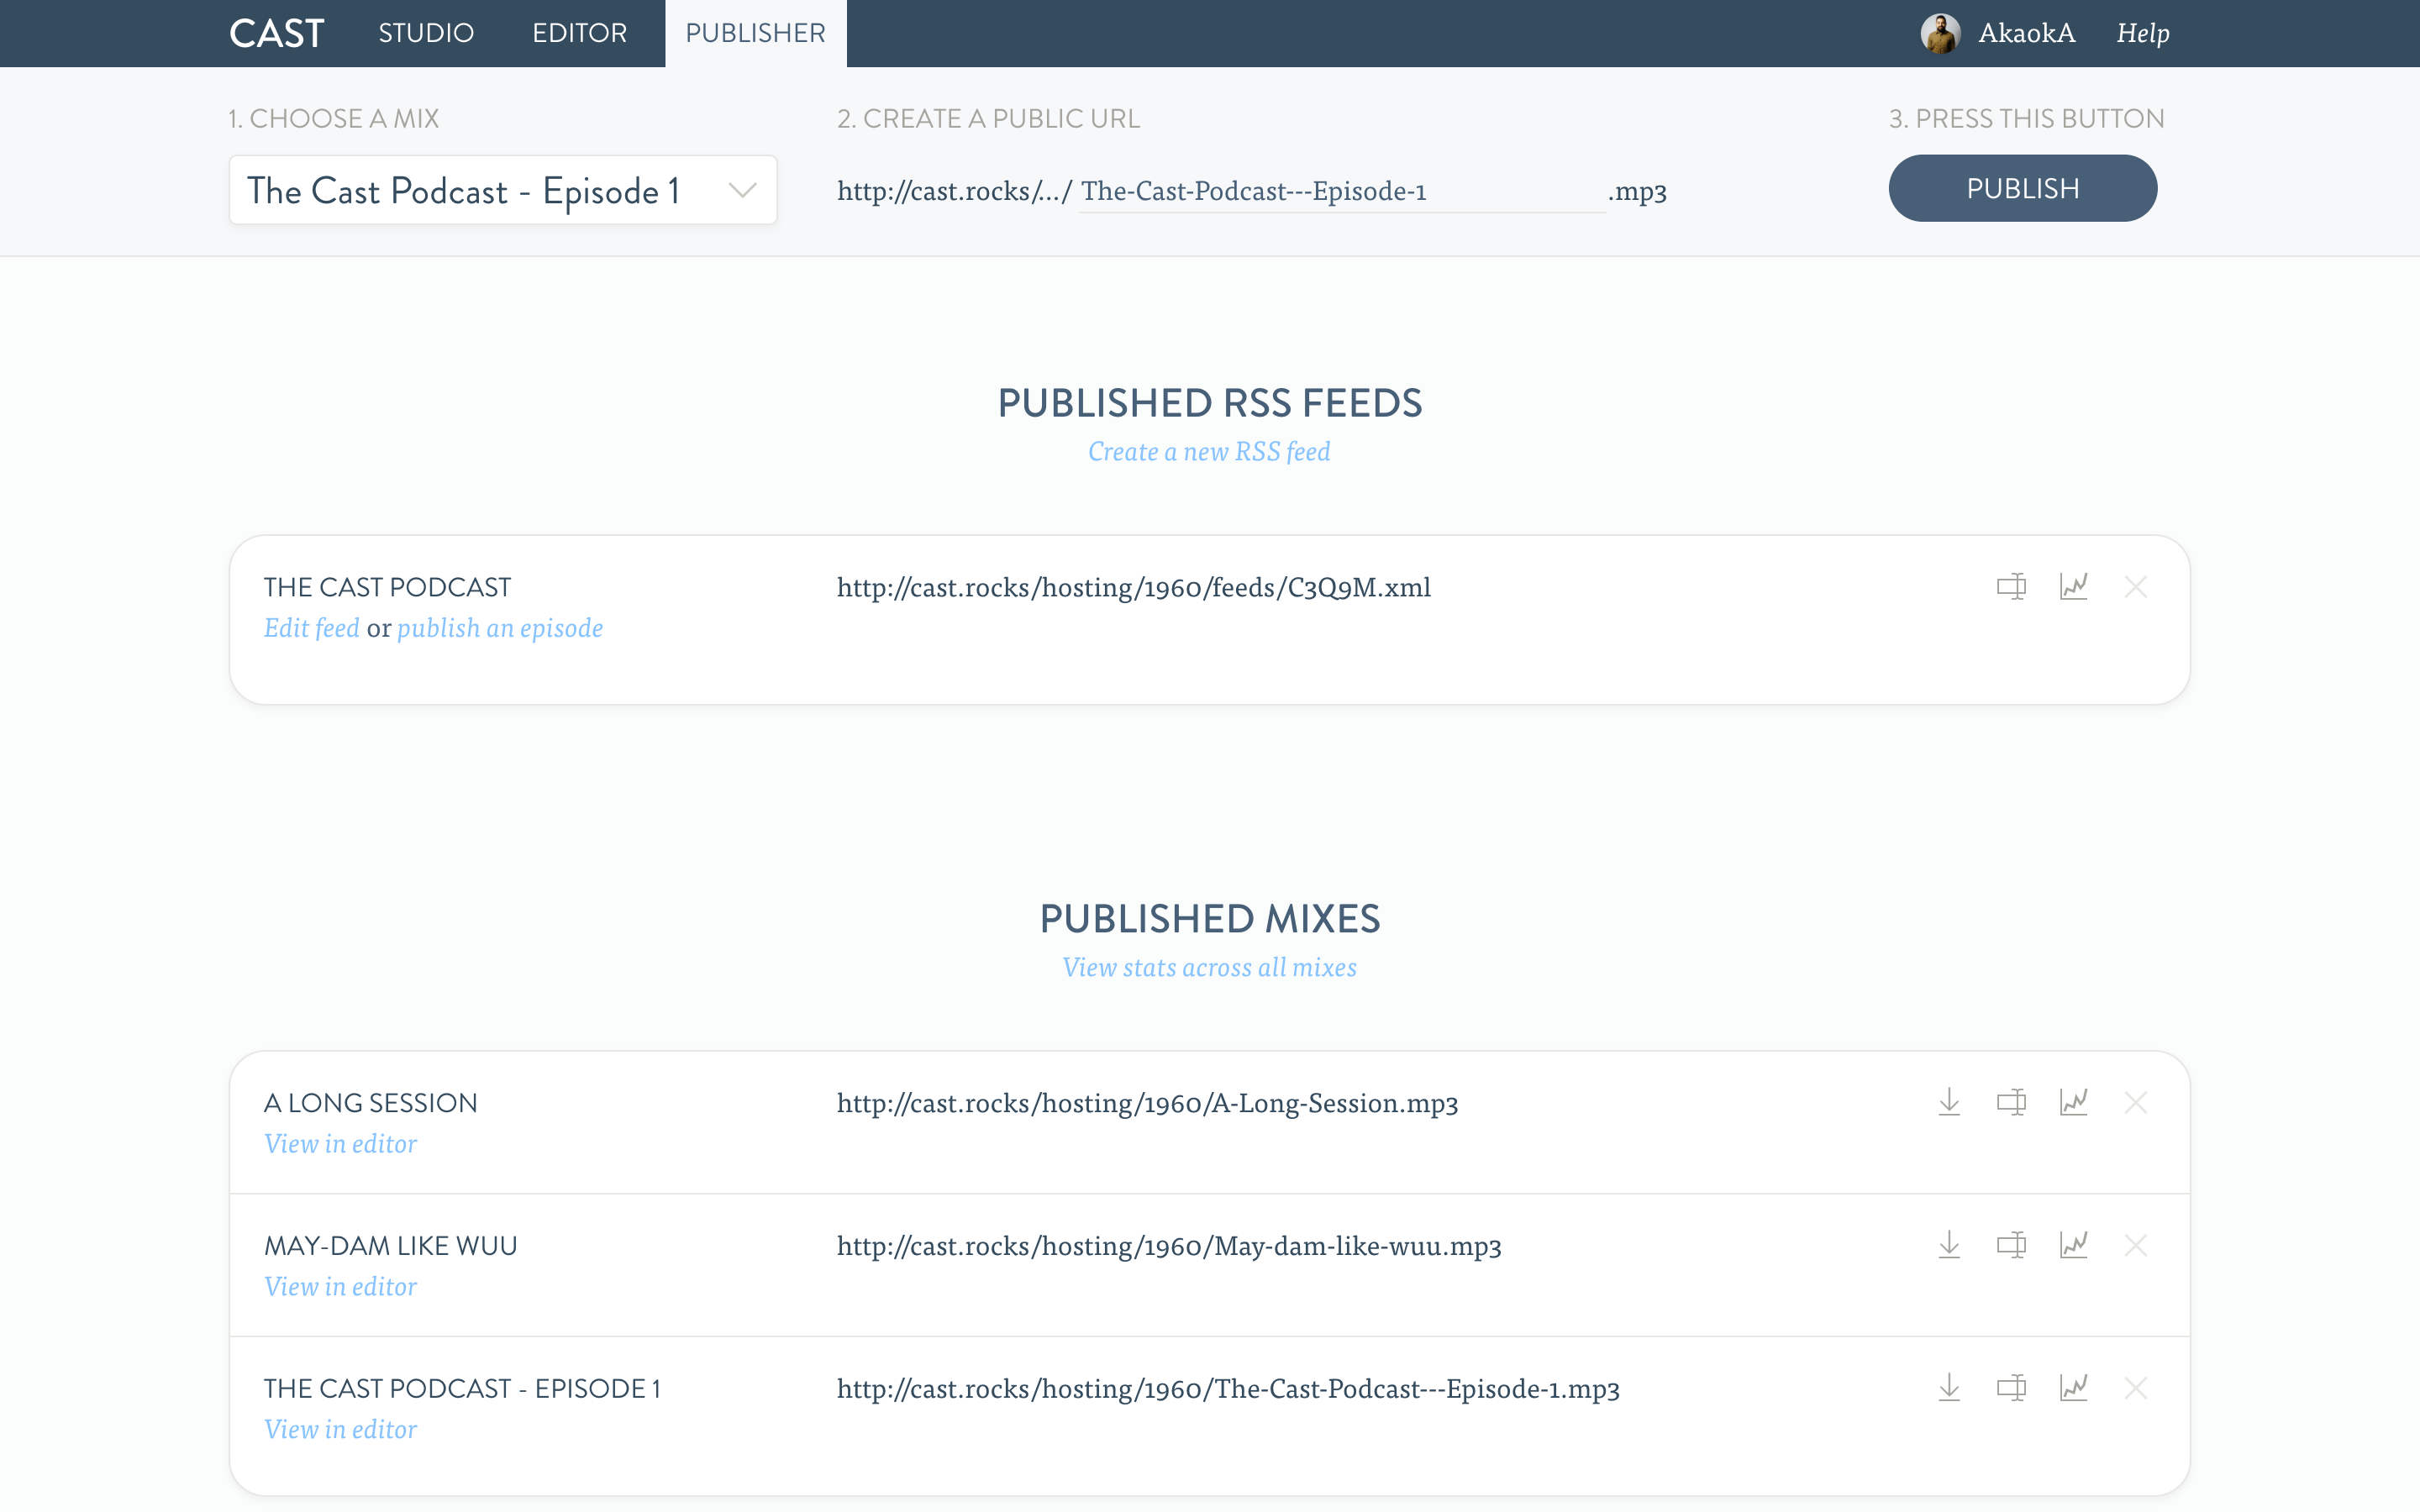 CAST STUDIO EDITOR PUBLISHER AkaokA Help
1. CHOOSE A MIX 2. CREATE A PUBLIC URL 3. PRESS THIS BUTTON
The Cast Podcast - Episode 1 http://cast.rocks/.../ The-Cast-Podcast---Episode-1 .mp3 PUBLISH
PUBLISHED RSS FEEDS
Create a new RSS feed
THE CAST PODCAST http://cast.rocks/hosting/1960/feeds/C3Q9M.xml
Edit feed or publish an episode
PUBLISHED MIXES
View stats across all mixes
A LONG SESSION http://cast.rocks/hosting/1960/A-Long-Session.mp3
View in editor
MAY-DAM LIKE WUU http://cast.rocks/hosting/1960/May-dam-like-wuu.mp3
View in editor
THE CAST PODCAST - EPISODE 1 http://cast.rocks/hosting/1960/The-Cast-Podcast---Episode-1.mp3
View in editor